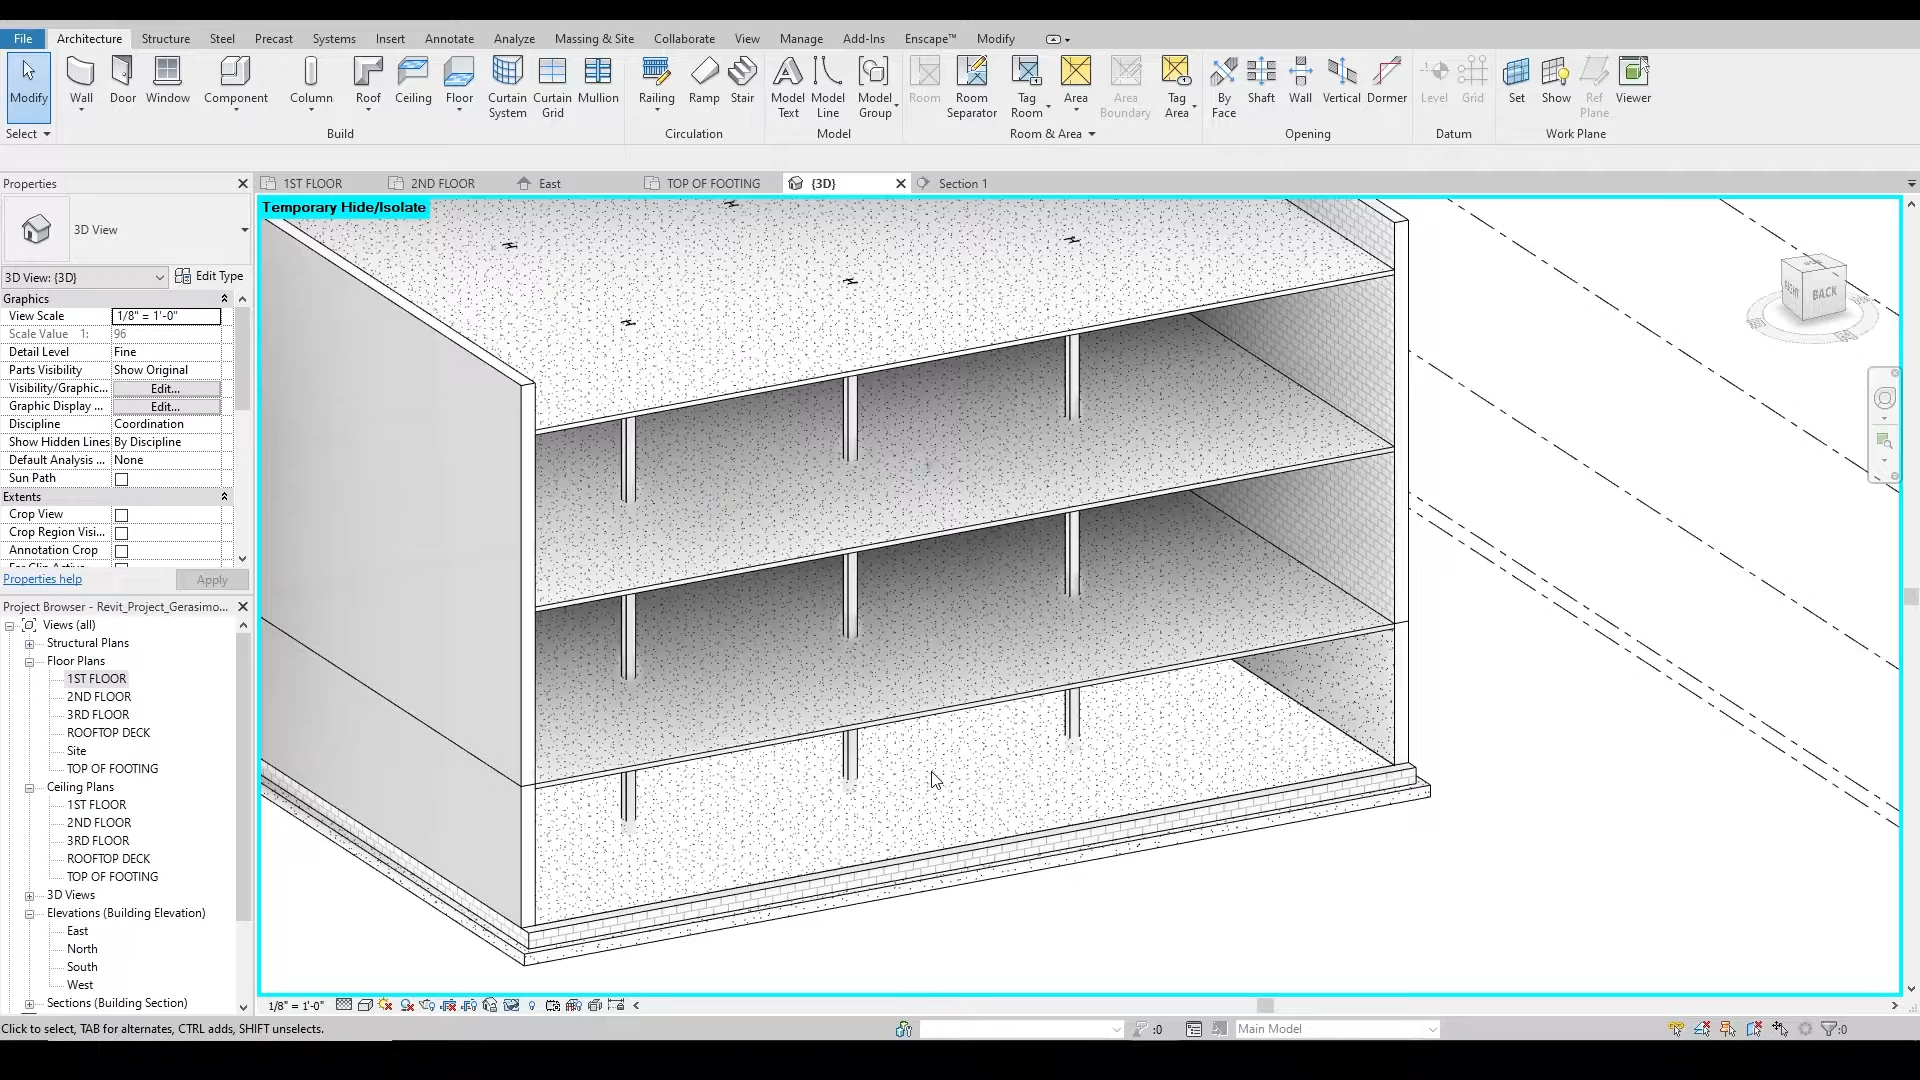 File Architecture Structure Steel Precast Systems Insert Annotate Analyze Massing & Site Collaborate View Manage Add-Ins Enscape™ Modify
Modify Wall Door Window Component Column Roof Ceiling Floor Curtain System Curtain Grid Mullion Railing Ramp Stair Model Text Model Line Model Group Room Room Separator Tag Room Area Area Boundary Tag Area By Face Shaft Wall Vertical Dormer Level Grid Set Show Ref Plane Viewer
Select Build Circulation Model Room & Area Opening Datum Work Plane
Properties
1ST FLOOR 2ND FLOOR East TOP OF FOOTING {3D} Section 1
Temporary Hide/Isolate
3D View
3D View: {3D} Edit Type
Graphics
View Scale 1/8" = 1'-0"
Scale Value 1: 96
Detail Level Fine
Parts Visibility Show Original
Visibility/Graphic... Edit...
Graphic Display ... Edit...
Discipline Coordination
Show Hidden Lines By Discipline
Default Analysis ... None
Sun Path
Extents
Crop View
Crop Region Visi...
Annotation Crop
Properties help Apply
RIGHT BACK
Project Browser - Revit_Project_Gerasimo...
Views (all)
Structural Plans
Floor Plans
1ST FLOOR
2ND FLOOR
3RD FLOOR
ROOFTOP DECK
Site
TOP OF FOOTING
Ceiling Plans
1ST FLOOR
2ND FLOOR
3RD FLOOR
ROOFTOP DECK
TOP OF FOOTING
3D Views
Elevations (Building Elevation)
East
North
South
West
Sections (Building Section)
1/8" = 1'-0"
Click to select, TAB for alternates, CTRL adds, SHIFT unselects.
:0
Main Model
:0